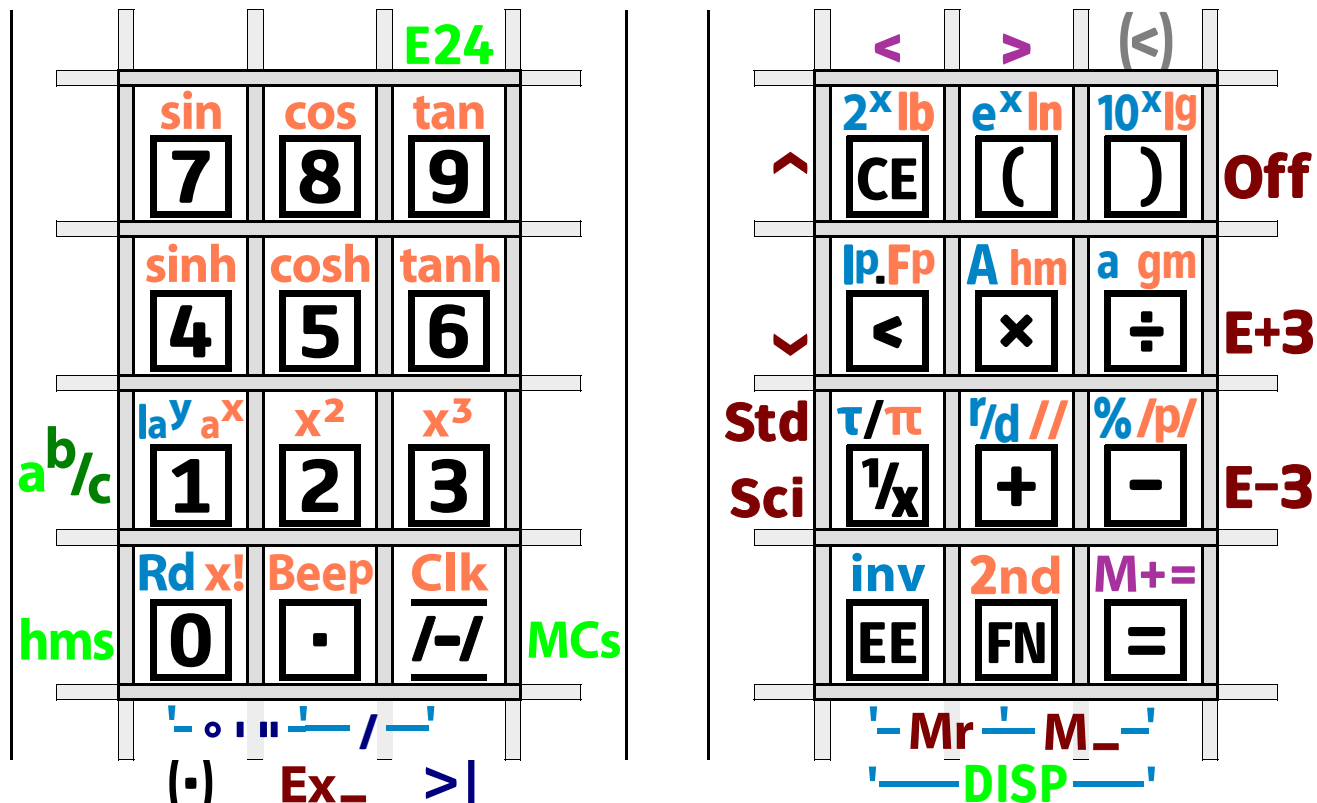 E24 < > (<)
sin cos tan 2ˣ lb eˣ ln 10ˣ lg
7 8 9 ^ CE ( ) Off
sinh cosh tanh Ip.Fp A hm a gm
4 5 6 ⌄ < × ÷ E+3
laʸ aˣ x² x³ Std τ/π r/d // % /p/
a b/c 1 2 3 Sci 1/x + − E−3
Rd x! Beep Clk inv 2nd M+=
hms 0 · /-/ MCs EE FN =
'– ° ' " –'– / –' '– Mr –'– M_ –'
(·) Ex_ >| '– DISP –'